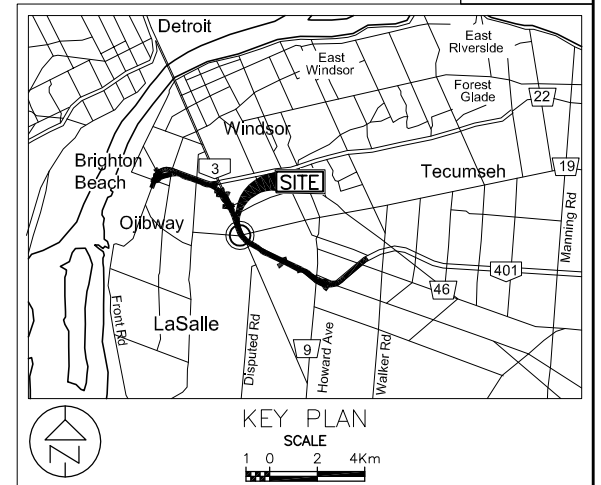 Detroit
East
Windsor
East
Riverside
Forest
Glade
22
Windsor
Brighton
Beach
3
SITE
Tecumseh
19
Ojibway
Manning Rd
401
46
Front Rd
LaSalle
Disputed Rd
9
Howard Ave
Walker Rd
N
KEY PLAN
SCALE
1 0 2 4Km